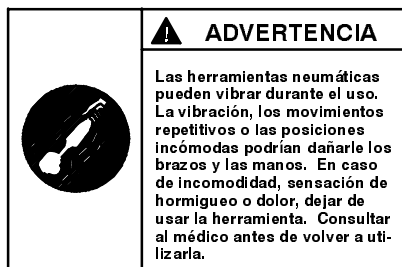 ADVERTENCIA
Las herramientas neumáticas
pueden vibrar durante el uso.
La vibración, los movimientos
repetitivos o las posiciones
incómodas podrían dañarle los
brazos y las manos. En caso
de incomodidad, sensación de
hormigueo o dolor, dejar de
usar la herramienta. Consultar
al médico antes de volver a uti-
lizarla.